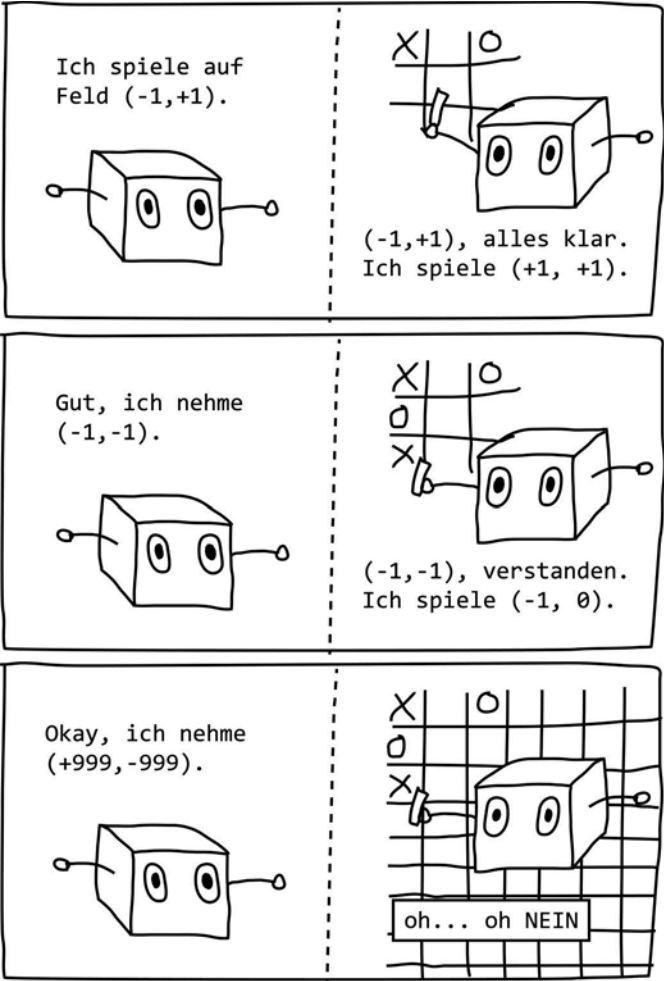 Ich spiele auf
Feld (-1,+1).
X O
(-1,+1), alles klar.
Ich spiele (+1, +1).
Gut, ich nehme
(-1,-1).
X O
O
X
(-1,-1), verstanden.
Ich spiele (-1, 0).
Okay, ich nehme
(+999,-999).
X O
O
X
oh... oh NEIN